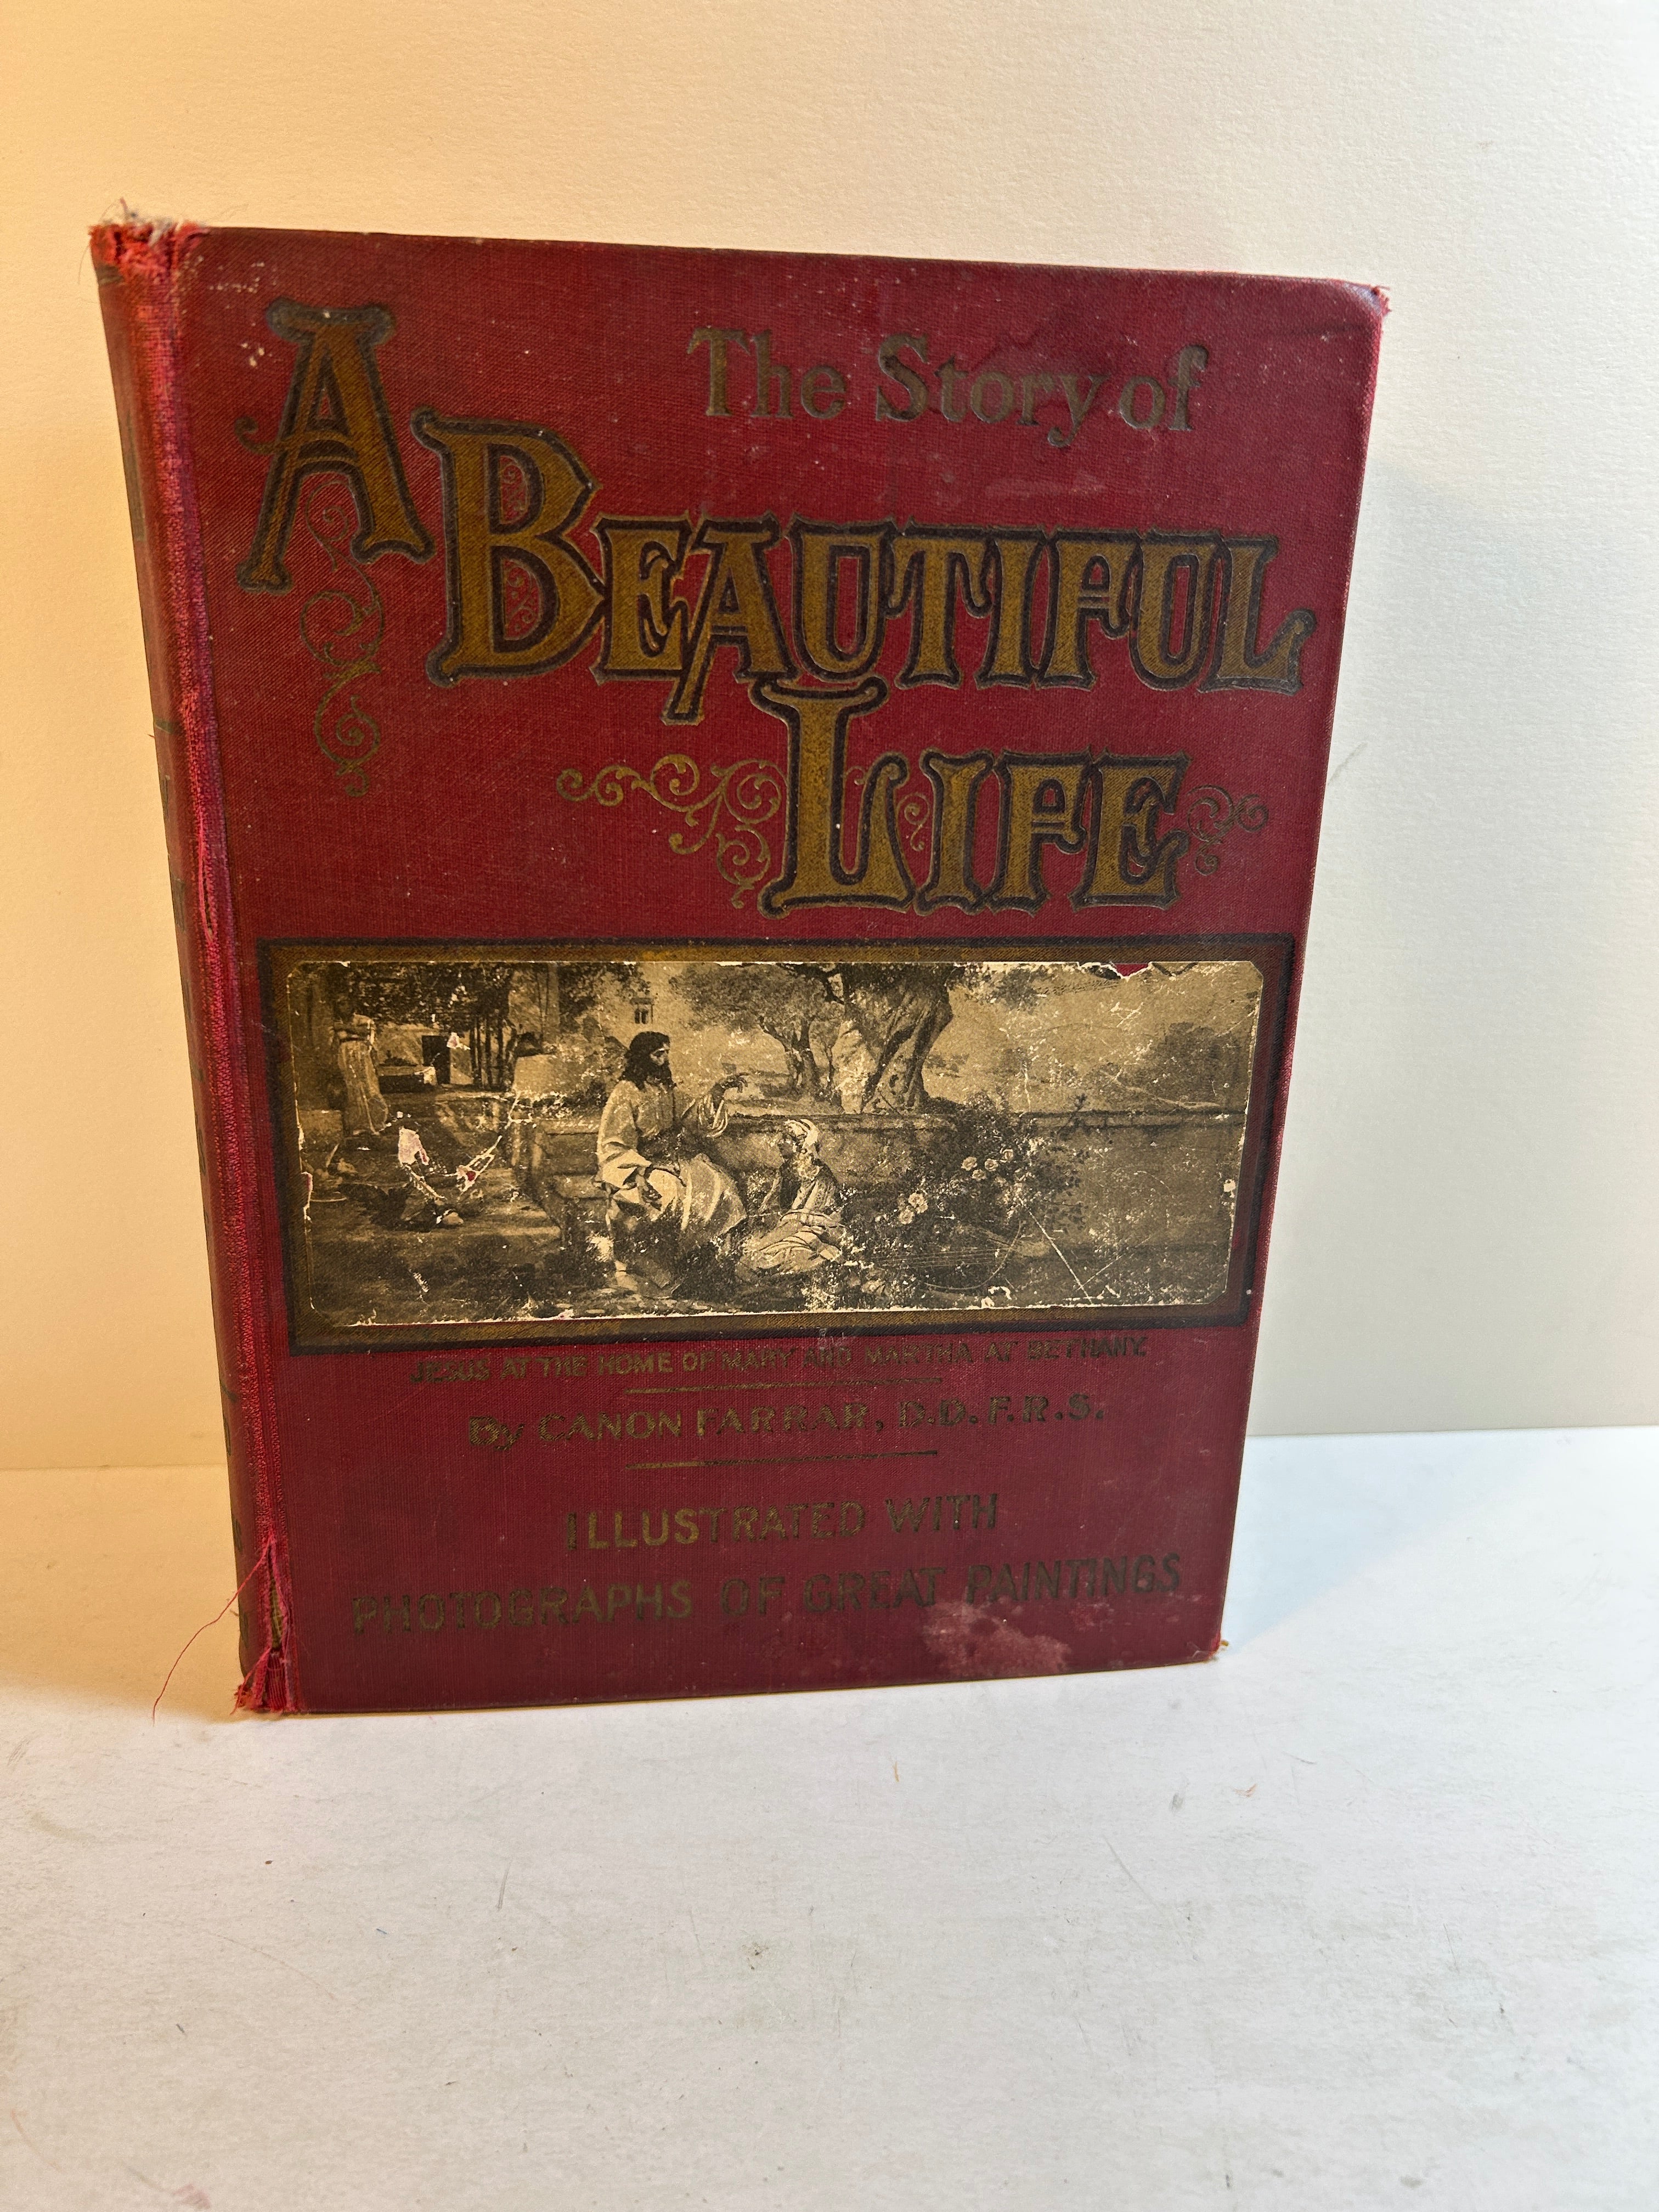 The Story of
A BEAUTIFUL
LIFE
JESUS AT THE HOME OF MARY AND MARTHA AT BETHANY.
By CANON FARRAR, D.D. F.R.S.
ILLUSTRATED WITH
PHOTOGRAPHS OF GREAT PAINTINGS